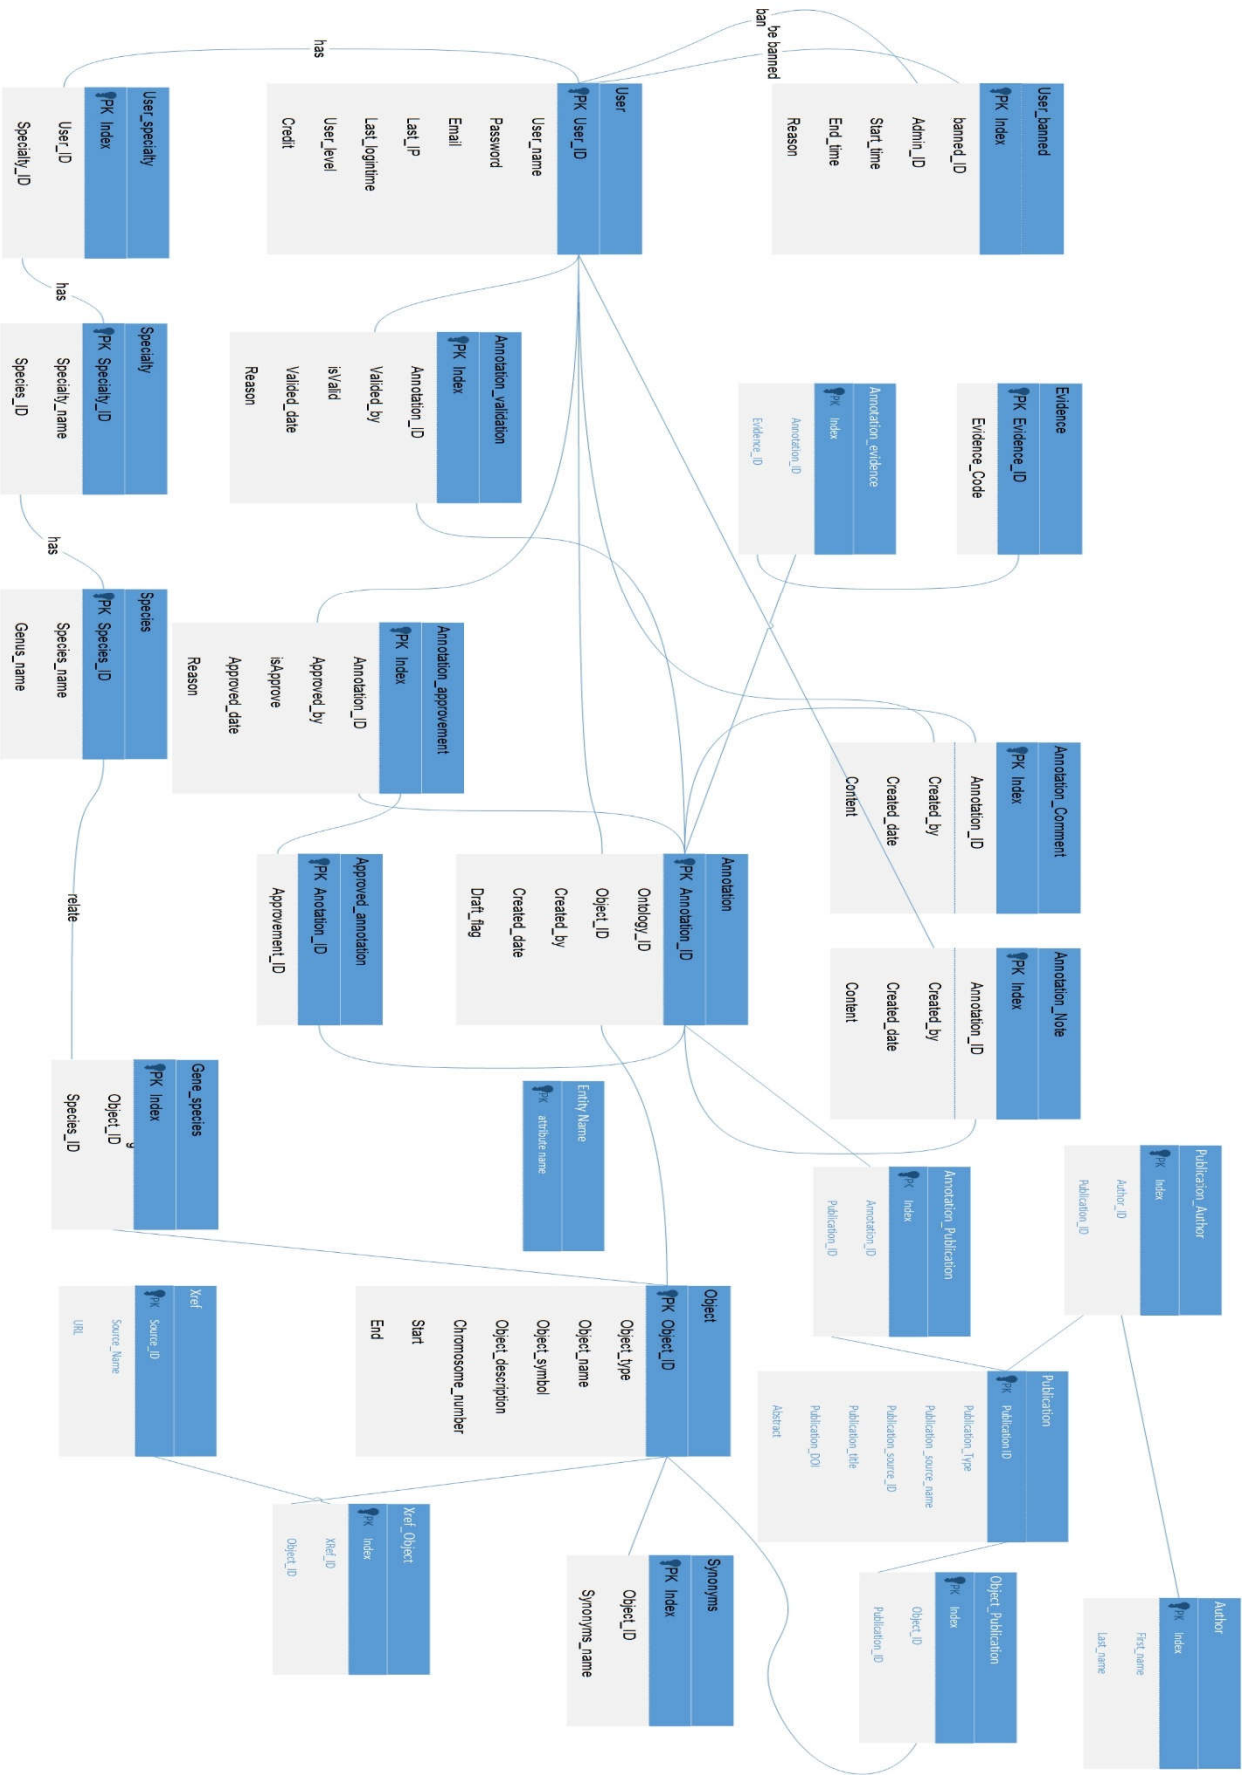 User_banned
PK Index
banned_ID
Admin_ID
Start_time
End_time
Reason
ban
be banned
has
User
PK User_ID
User_name
Password
Email
Last_IP
Last_logintime
User_level
Credit
User_specialty
PK Index
User_ID
Specialty_ID
has
Specialty
PK Specialty_ID
Specialty_name
Species_ID
has
Species
PK Species_ID
Species_name
Genus_name
relate
Evidence
PK Evidence_ID
Evidence_Code
Annotation_evidence
PK Index
Annotation_ID
Evidence_ID
Annotation_validation
PK Index
Annotation_ID
Valided_by
isValid
Valided_date
Reason
Annotation_approvement
PK Index
Annotation_ID
Approved_by
isApprove
Approved_date
Reason
Annotation_Comment
PK Index
Annotation_ID
Created_by
Created_date
Content
Annotation_Note
PK Index
Annotation_ID
Created_by
Created_date
Content
Annotation
PK Annotation_ID
Ontology_ID
Object_ID
Created_by
Created_date
Draft_flag
Approved_annotation
PK Anotation_ID
Approvement_ID
Gene_species
PK Index
Object_ID
Species_ID
Entity Name
PK attribute name
Annotation_Publication
PK Index
Annotation_ID
Publication_ID
Publication_Author
PK Index
Author_ID
Publication_ID
Publication
PK Publication ID
Publication_Type
Publication_source_name
Publication_source_ID
Publication_title
Publication_DOI
Abstract
Object
PK Object_ID
Object_type
Object_name
Object_symbol
Object_description
Chromosome_number
Start
End
Xref
PK Source_ID
Source_Name
URL
Xref_Object
PK Index
XRef_ID
Object_ID
Synonyms
PK Index
Object_ID
Synonyms_name
Object_Publication
PK Index
Object_ID
Publication_ID
Author
PK Index
First_name
Last_name